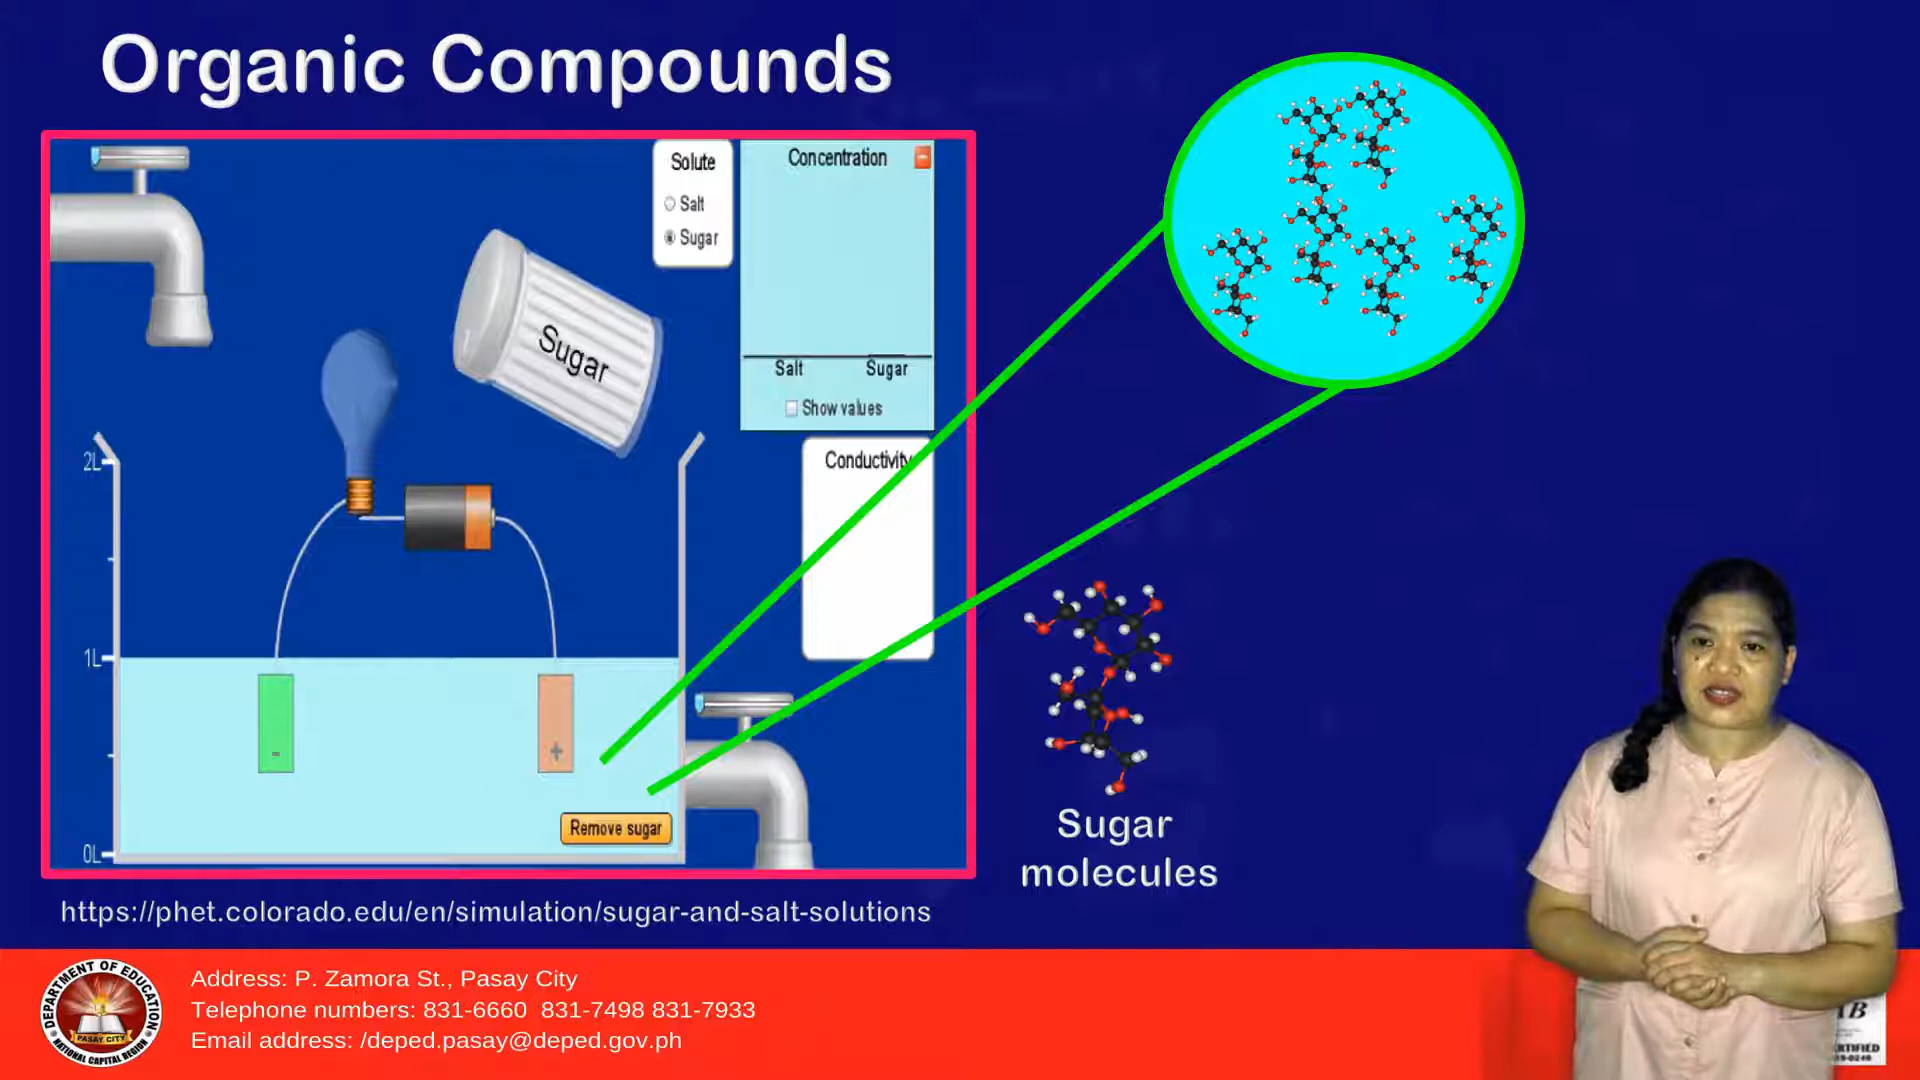 Organic Compounds
Solute
Salt
Sugar
Concentration
Salt Sugar
Show values
Conductivity
Sugar
2L
1L
0L
-
+
Remove sugar
Sugar
molecules
https://phet.colorado.edu/en/simulation/sugar-and-salt-solutions
DEPARTMENT OF EDUCATION
PASAY CITY
NATIONAL CAPITAL REGION
Address: P. Zamora St., Pasay City
Telephone numbers: 831-6660 831-7498 831-7933
Email address: /deped.pasay@deped.gov.ph